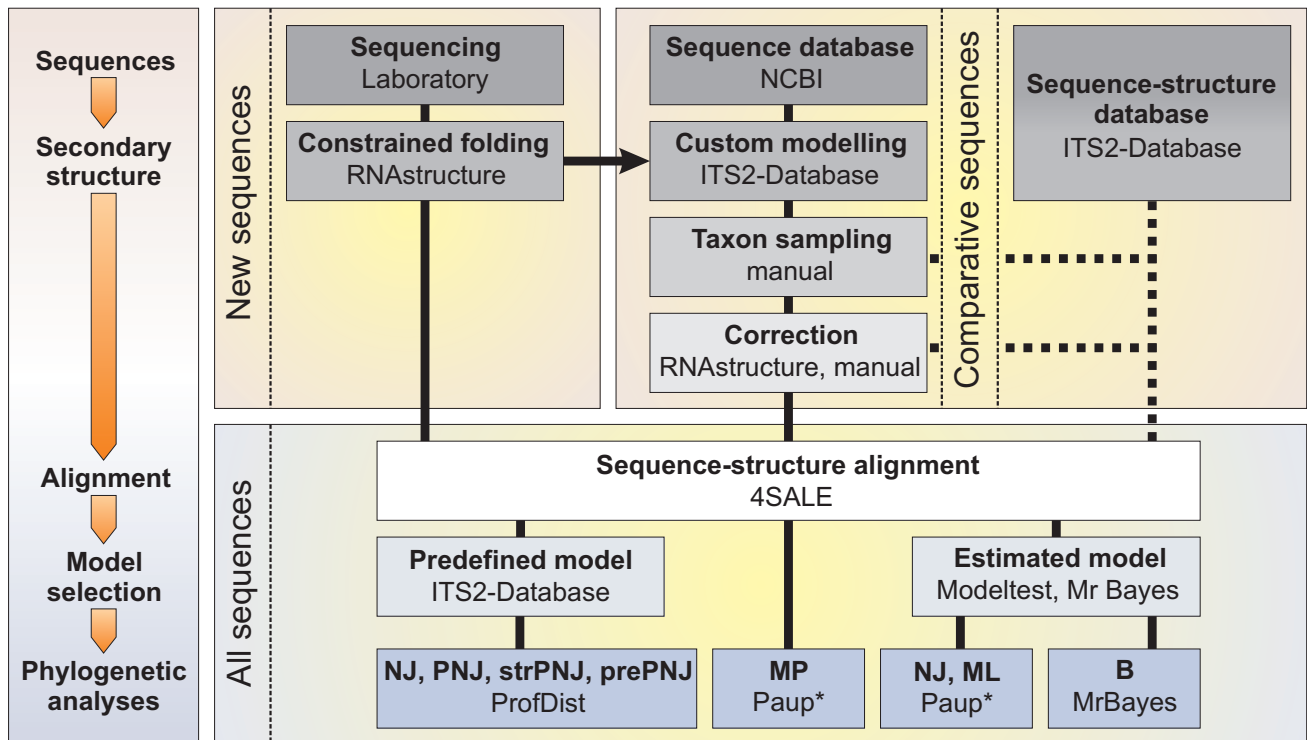 Sequences
Secondary
structure
Alignment
Model
selection
Phylogenetic
analyses
New sequences
Sequencing
Laboratory
Constrained folding
RNAstructure
Sequence database
NCBI
Custom modelling
ITS2-Database
Taxon sampling
manual
Correction
RNAstructure, manual
Comparative sequences
Sequence-structure
database
ITS2-Database
All sequences
Sequence-structure alignment
4SALE
Predefined model
ITS2-Database
Estimated model
Modeltest, Mr Bayes
NJ, PNJ, strPNJ, prePNJ
ProfDist
MP
Paup*
NJ, ML
Paup*
B
MrBayes